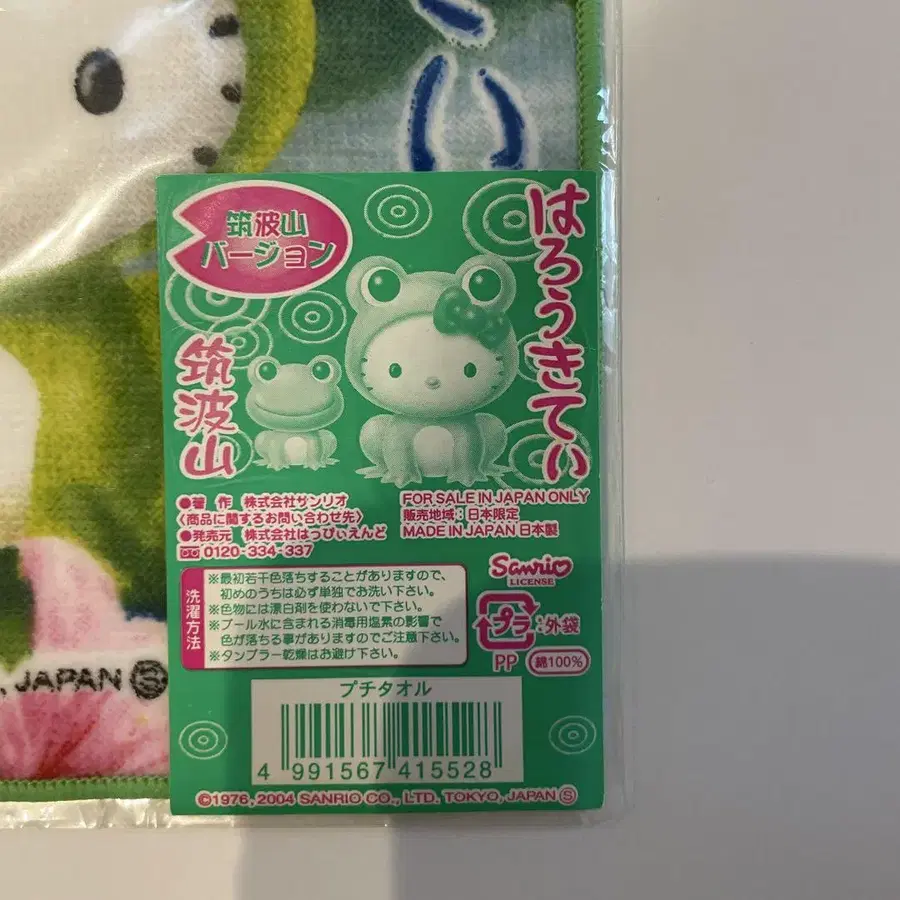 筑波山
バージョン
はろうきてぃ
筑波山
●著 作 株式会社サンリオ
〈商品に関するお問い合わせ先〉
●発売元 株式会社はっぴぃえんど
0120-334-337
FOR SALE IN JAPAN ONLY
販売地域：日本限定
MADE IN JAPAN 日本製
Sanrio
LICENSE
洗濯方法
※最初若干色落ちすることがありますので、
初めのうちは必ず単独でお洗い下さい。
※色物には漂白剤を使わないで下さい。
※プール水に含まれる消毒用塩素の影響で
色が落ちる事がありますのでご注意下さい。
※タンブラー乾燥はお避け下さい。
プラ:外袋
PP 綿100%
, JAPAN Ⓢ
プチタオル
4 991567 415528
©1976, 2004 SANRIO CO., LTD. TOKYO, JAPAN Ⓢ